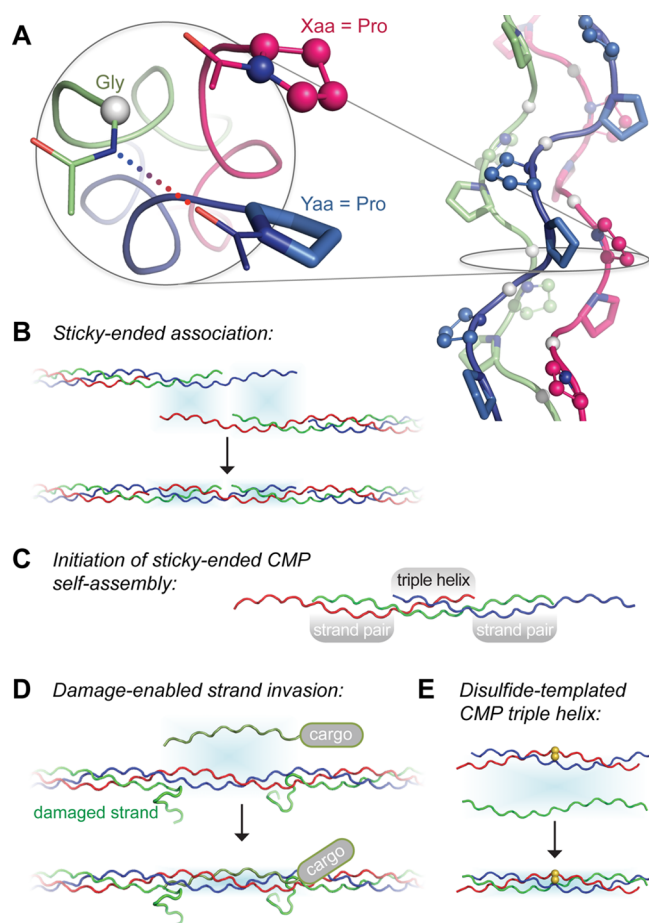 A
Xaa = Pro
Gly
Yaa = Pro
B Sticky-ended association:
C Initiation of sticky-ended CMP
self-assembly:
triple helix
strand pair
strand pair
D Damage-enabled strand invasion:
cargo
damaged strand
cargo
E Disulfide-templated
CMP triple helix: